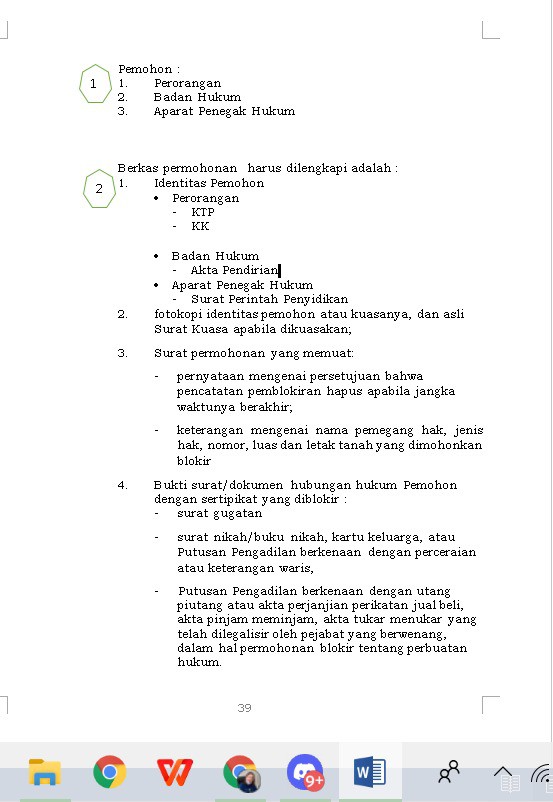 Pemohon :
1
1. Perorangan
2. Badan Hukum
3. Aparat Penegak Hukum
Berkas permohonan harus dilengkapi adalah :
2
1. Identitas Pemohon
• Perorangan
- KTP
- KK
• Badan Hukum
- Akta Pendirian
• Aparat Penegak Hukum
- Surat Perintah Penyidikan
2. fotokopi identitas pemohon atau kuasanya, dan asli
Surat Kuasa apabila dikuasakan;
3. Surat permohonan yang memuat:
- pernyataan mengenai persetujuan bahwa
pencatatan pemblokiran hapus apabila jangka
waktunya berakhir;
- keterangan mengenai nama pemegang hak, jenis
hak, nomor, luas dan letak tanah yang dimohonkan
blokir
4. Bukti surat/dokumen hubungan hukum Pemohon
dengan sertipikat yang diblokir :
- surat gugatan
- surat nikah/buku nikah, kartu keluarga, atau
Putusan Pengadilan berkenaan dengan perceraian
atau keterangan waris,
- Putusan Pengadilan berkenaan dengan utang
piutang atau akta perjanjian perikatan jual beli,
akta pinjam meminjam, akta tukar menukar yang
telah dilegalisir oleh pejabat yang berwenang,
dalam hal permohonan blokir tentang perbuatan
hukum.
39
W
9+
W